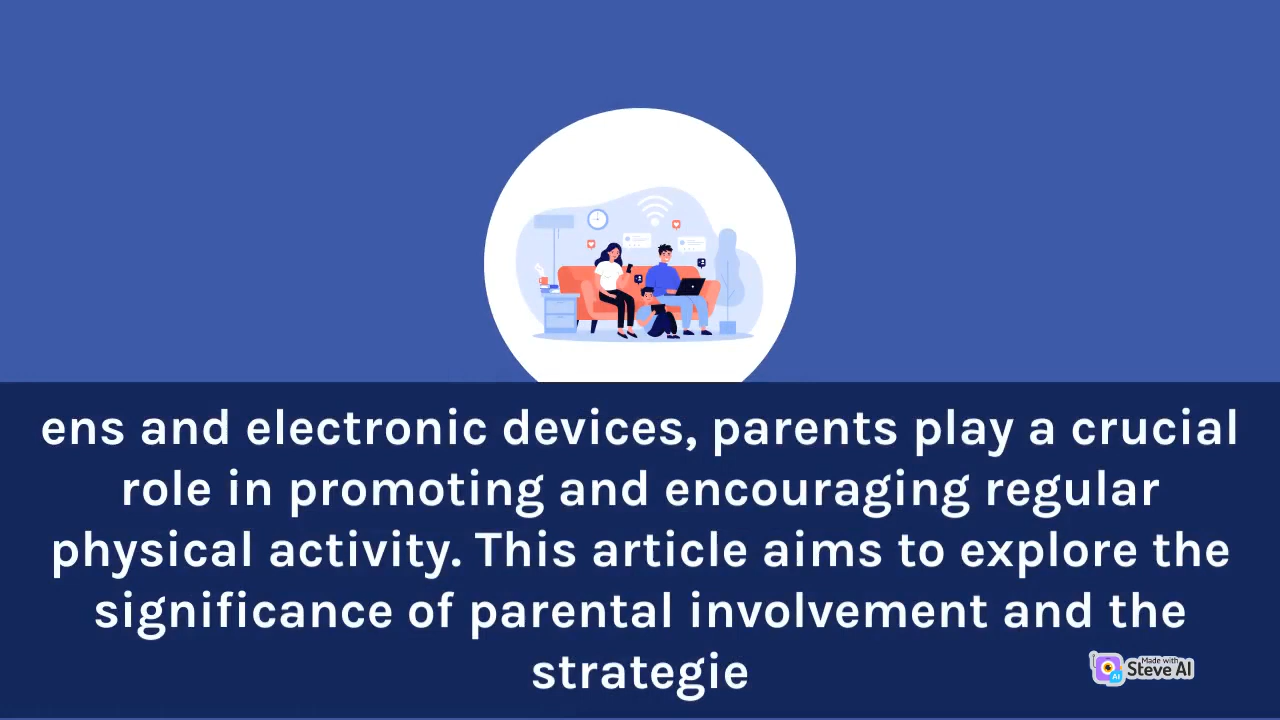 ens and electronic devices, parents play a crucial
role in promoting and encouraging regular
physical activity. This article aims to explore the
significance of parental involvement and the
strategie
Made with
Steve AI
AI